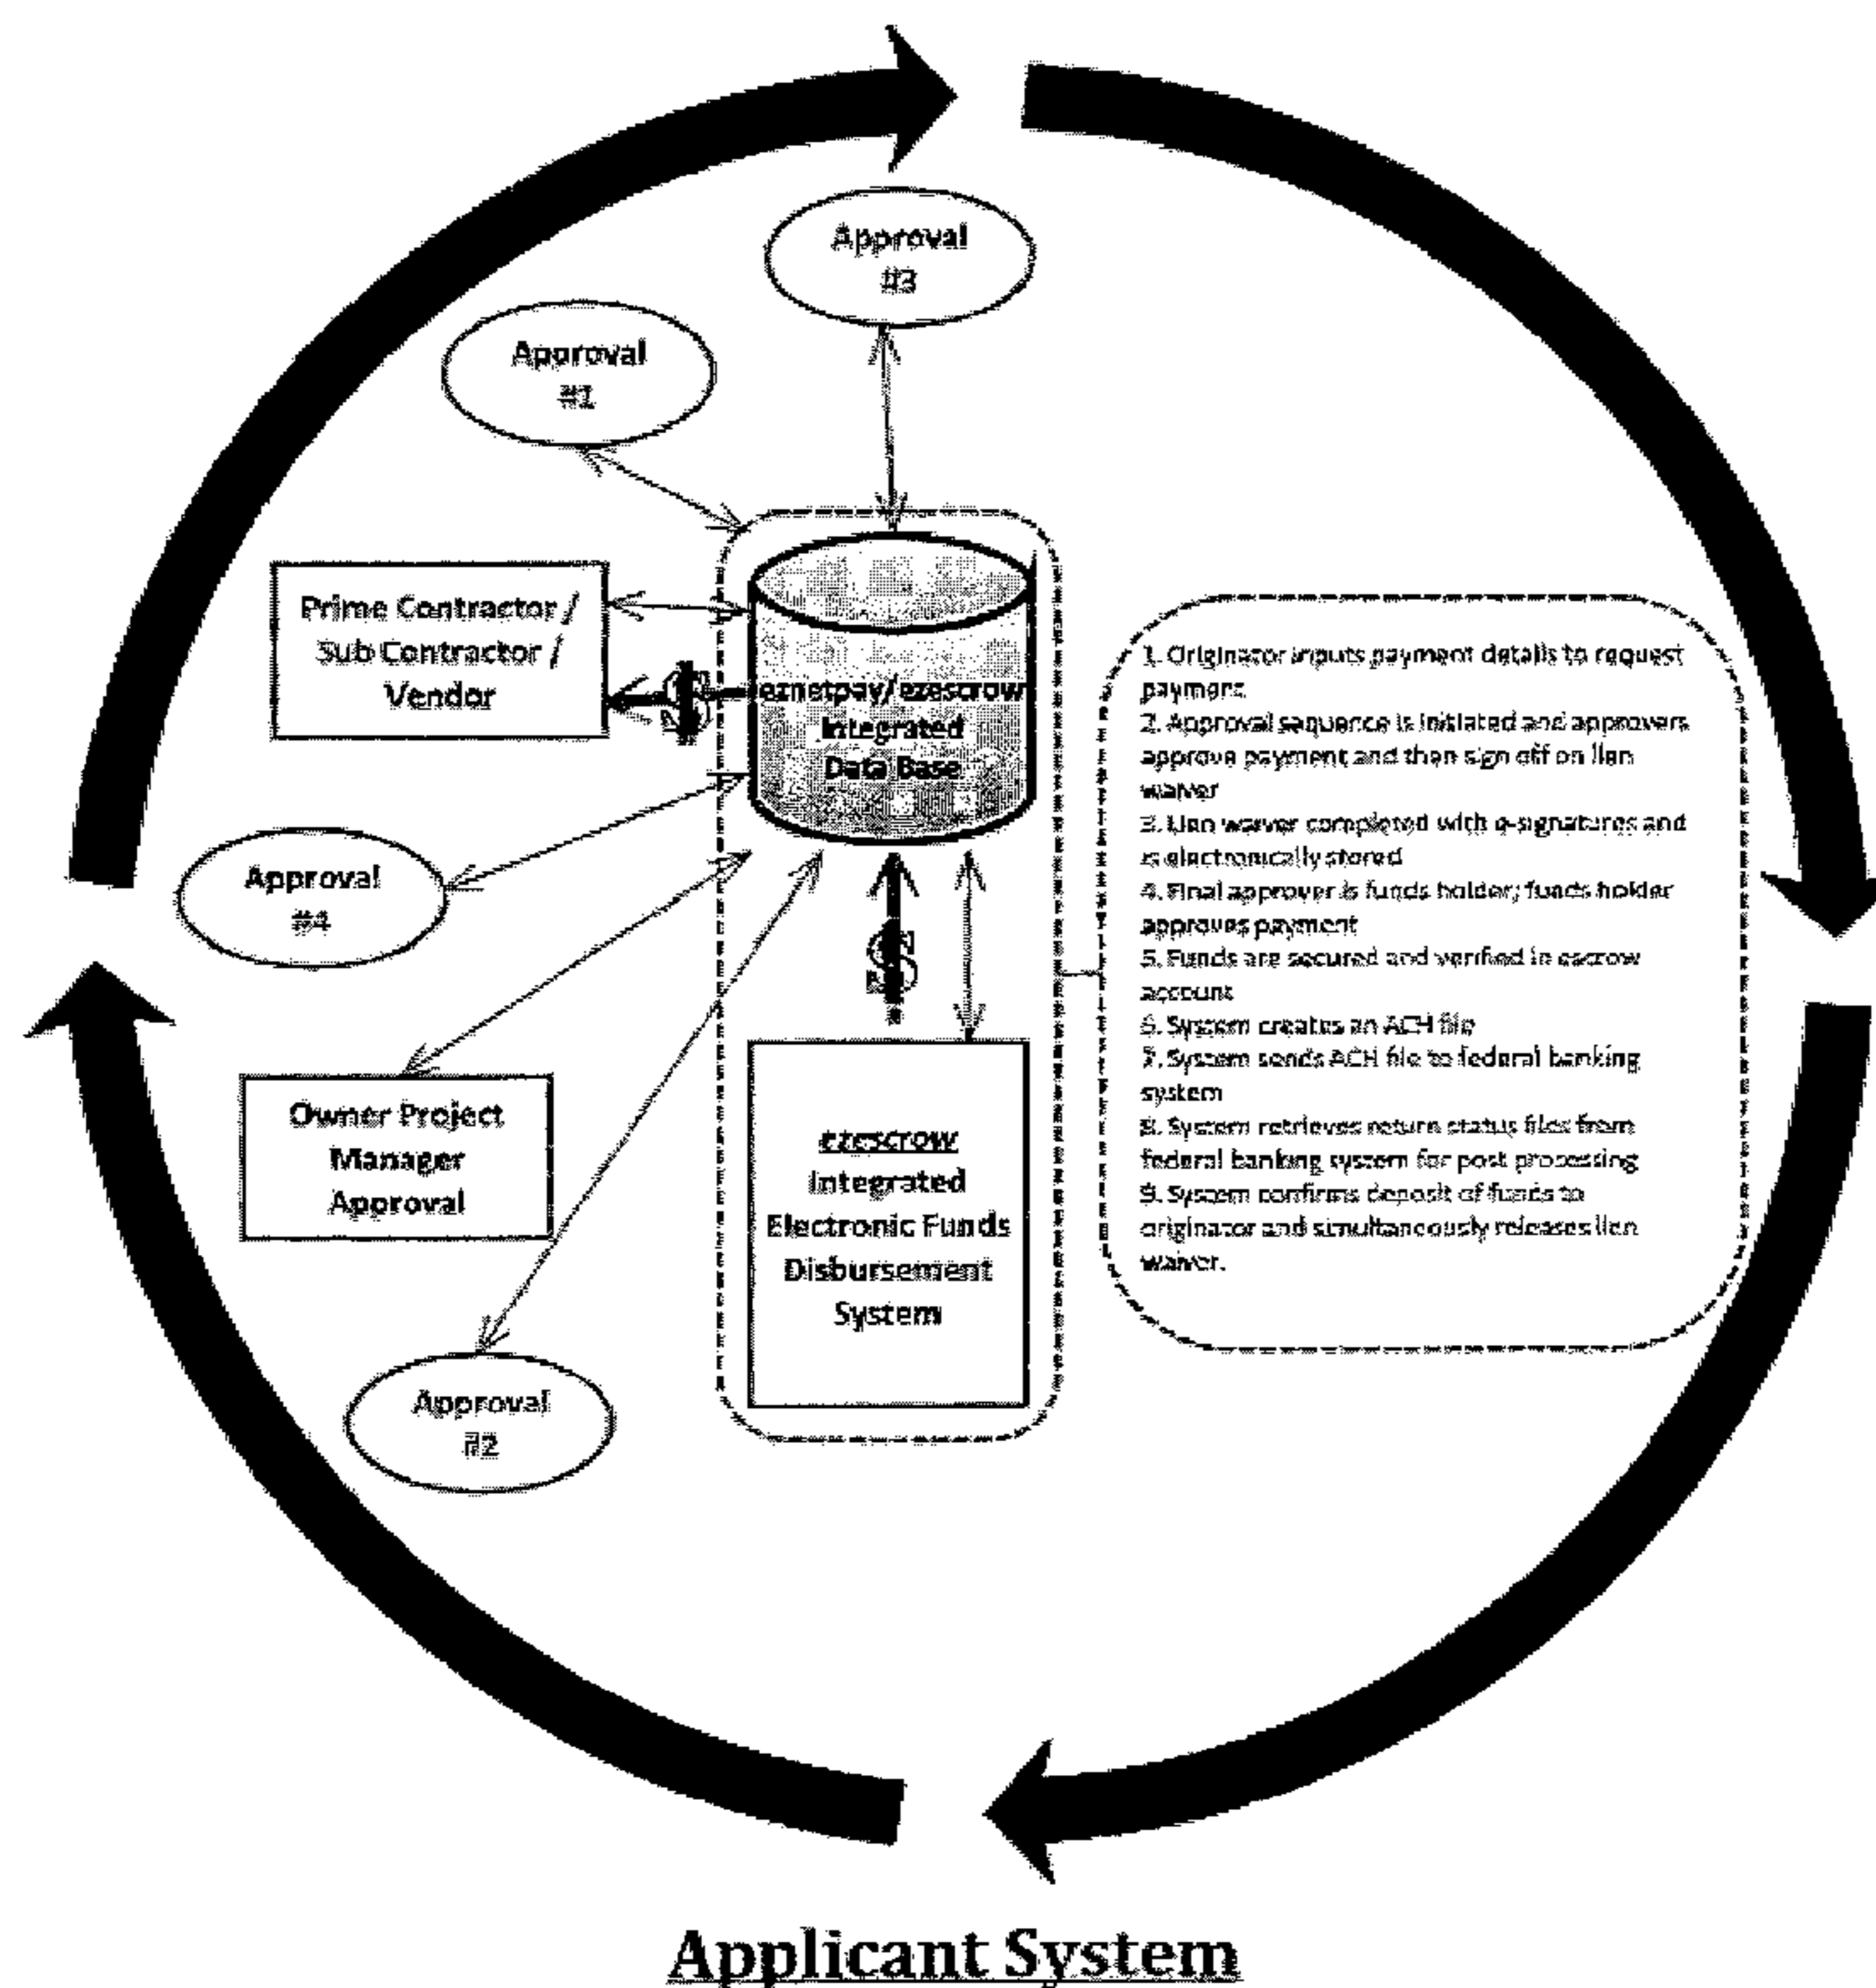 Approval
#3
Approval
#1
Prime Contractor /
Sub Contractor /
Vendor
$
eznetpay/ezescrow
Integrated
Data Base
Approval
#4
$
Owner Project
Manager
Approval
ezescrow
Integrated
Electronic Funds
Disbursement
System
Approval
#2
1. Originator inputs payment details to request
payment.
2. Approval sequence is initiated and approvers
approve payment and then sign off on lien
waiver
3. Lien waiver completed with e-signatures and
is electronically stored
4. Final approver is funds holder; funds holder
approves payment
5. Funds are secured and verified in escrow
account
6. System creates an ACH file
7. System sends ACH file to federal banking
system
8. System retrieves return status files from
federal banking system for post processing
9. System confirms deposit of funds to
originator and simultaneously releases lien
waiver.
Applicant System